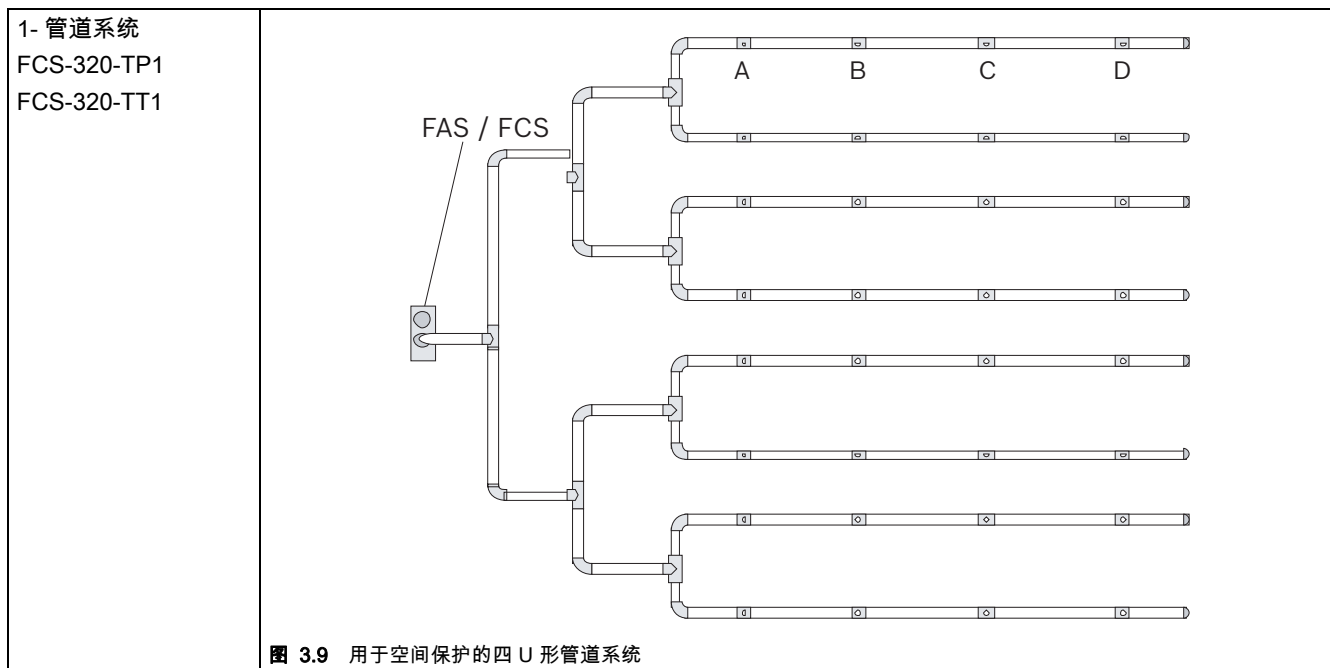 1- 管道系统
FCS-320-TP1
FCS-320-TT1
FAS / FCS
A B C D
图 3.9 用于空间保护的四 U 形管道系统